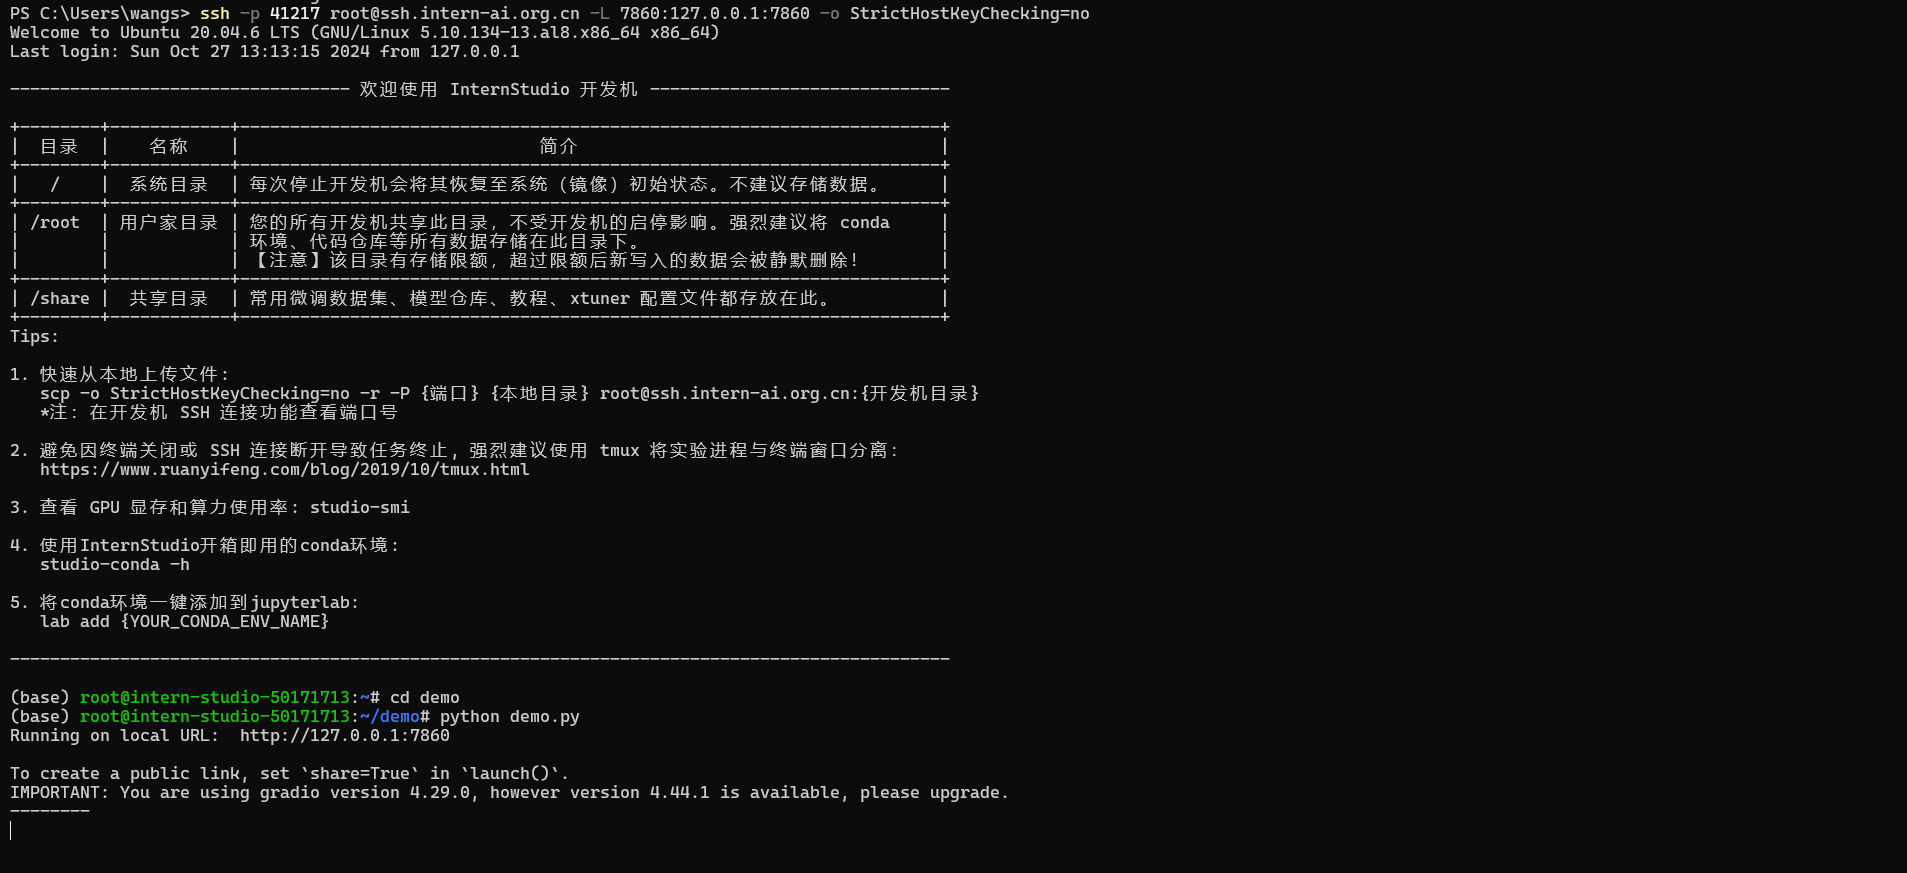 PS C:\Users\wangs> ssh -p 41217 root@ssh.intern-ai.org.cn -L 7860:127.0.0.1:7860 -o StrictHostKeyChecking=no
Welcome to Ubuntu 20.04.6 LTS (GNU/Linux 5.10.134-13.al8.x86_64 x86_64)
Last login: Sun Oct 27 13:13:15 2024 from 127.0.0.1
---------------------------------- 欢迎使用 InternStudio 开发机 ------------------------------
+--------+------------+----------------------------------------------------------------------+
|  目录  |    名称    |                              简介                                    |
+--------+------------+----------------------------------------------------------------------+
|   /    |  系统目录  | 每次停止开发机会将其恢复至系统（镜像）初始状态。不建议存储数据。      |
+--------+------------+----------------------------------------------------------------------+
| /root  | 用户家目录 | 您的所有开发机共享此目录，不受开发机的启停影响。强烈建议将 conda     |
|        |            | 环境、代码仓库等所有数据存储在此目录下。                              |
|        |            | 【注意】该目录有存储限额，超过限额后新写入的数据会被静默删除！        |
+--------+------------+----------------------------------------------------------------------+
| /share |  共享目录  | 常用微调数据集、模型仓库、教程、xtuner 配置文件都存放在此。           |
+--------+------------+----------------------------------------------------------------------+
Tips:
1. 快速从本地上传文件：
scp -o StrictHostKeyChecking=no -r -P {端口} {本地目录} root@ssh.intern-ai.org.cn:{开发机目录}
*注：在开发机 SSH 连接功能查看端口号
2. 避免因终端关闭或 SSH 连接断开导致任务终止，强烈建议使用 tmux 将实验进程与终端窗口分离：
https://www.ruanyifeng.com/blog/2019/10/tmux.html
3. 查看 GPU 显存和算力使用率：studio-smi
4. 使用InternStudio开箱即用的conda环境：
studio-conda -h
5. 将conda环境一键添加到jupyterlab:
lab add {YOUR_CONDA_ENV_NAME}
----------------------------------------------------------------------------------------------
(base) root@intern-studio-50171713:~# cd demo
(base) root@intern-studio-50171713:~/demo# python demo.py
Running on local URL:  http://127.0.0.1:7860
To create a public link, set `share=True` in `launch()`.
IMPORTANT: You are using gradio version 4.29.0, however version 4.44.1 is available, please upgrade.
--------